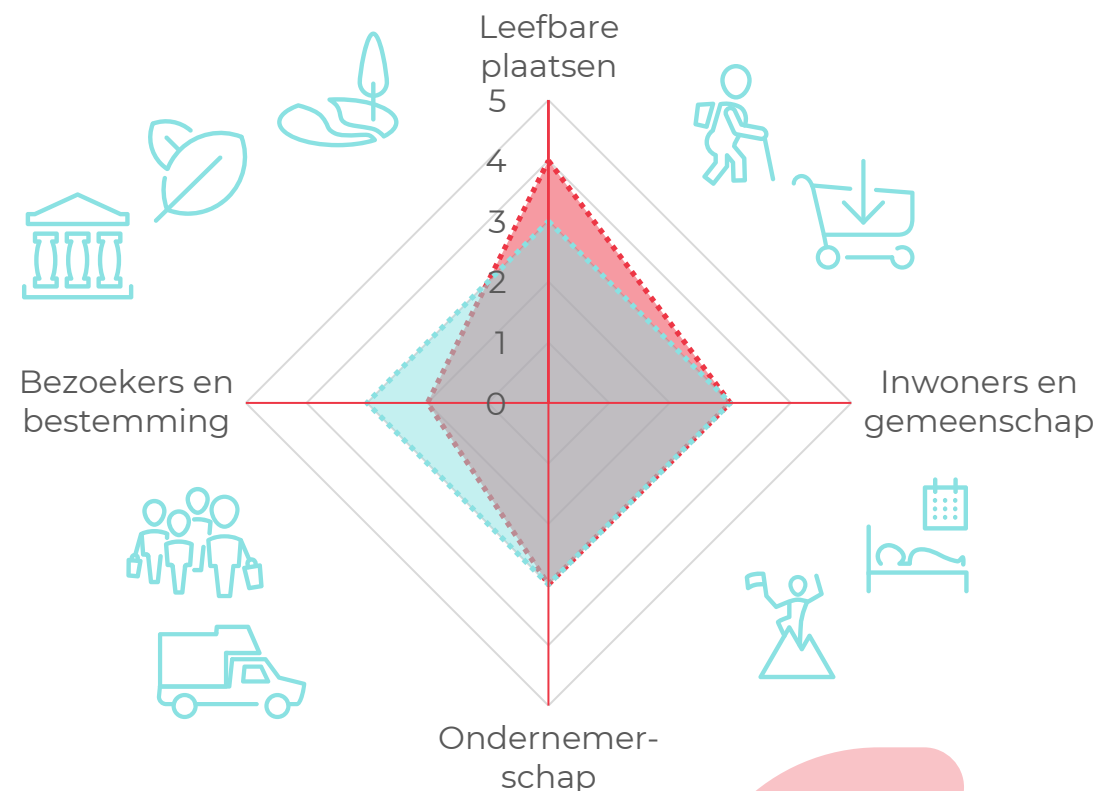 Leefbare
plaatsen
5
4
3
2
1
0
Bezoekers en
bestemming
Inwoners en
gemeenschap
Ondernemer-
schap